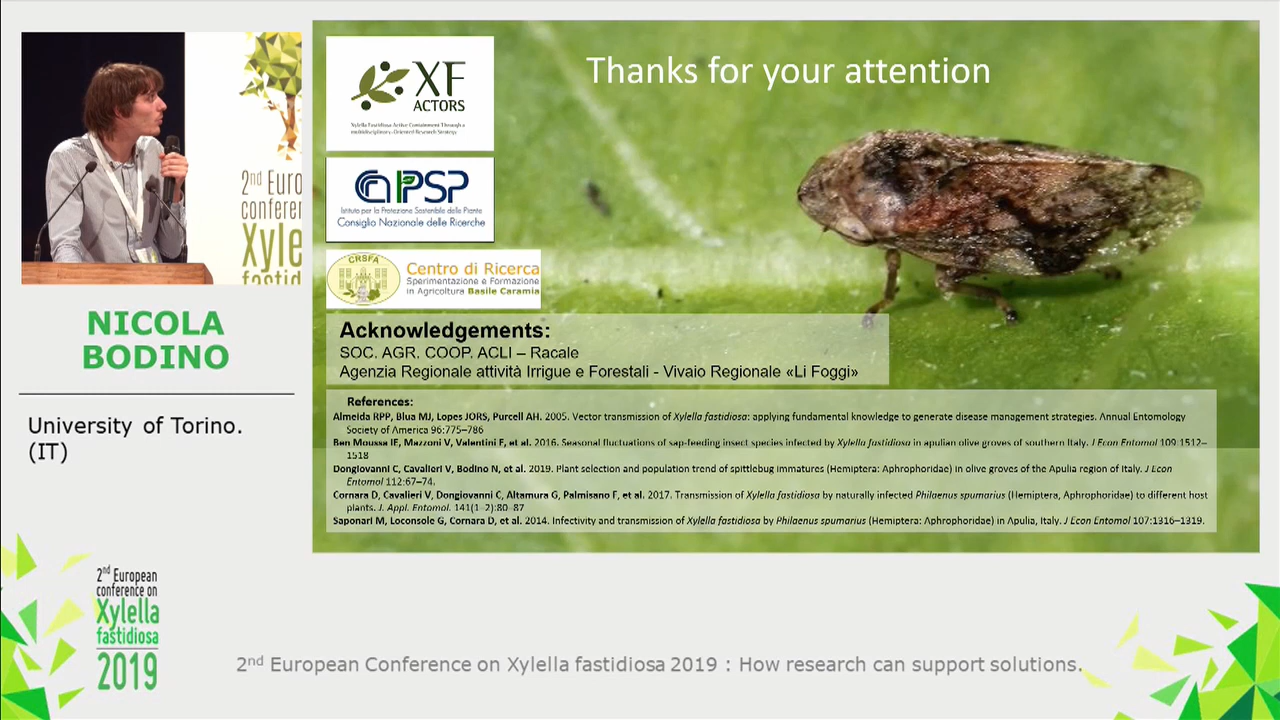 2nd Europ
conferen
Xyle
fastid
NICOLA
BODINO
University of Torino.
(IT)
2nd European
conference on
Xylella
fastidiosa
2019
XF
ACTORS
Xylella Fastidiosa Active Containment Through a
multidisciplinary-Oriented Research Strategy
IPSP
Istituto per la Protezione Sostenibile delle Piante
Consiglio Nazionale delle Ricerche
CRSFA
Centro di Ricerca
Sperimentazione e Formazione
in Agricoltura Basile Caramia
Thanks for your attention
Acknowledgements:
SOC. AGR. COOP. ACLI – Racale
Agenzia Regionale attività Irrigue e Forestali - Vivaio Regionale «Li Foggi»
References:
Almeida RPP, Blua MJ, Lopes JORS, Purcell AH. 2005. Vector transmission of Xylella fastidiosa: applying fundamental knowledge to generate disease management strategies. Annual Entomology
Society of America 96:775–786
Ben Moussa IE, Mazzoni V, Valentini F, et al. 2016. Seasonal fluctuations of sap-feeding insect species infected by Xylella fastidiosa in apulian olive groves of southern Italy. J Econ Entomol 109:1512–
1518
Dongiovanni C, Cavalieri V, Bodino N, et al. 2019. Plant selection and population trend of spittlebug immatures (Hemiptera: Aphrophoridae) in olive groves of the Apulia region of Italy. J Econ
Entomol 112:67–74.
Cornara D, Cavalieri V, Dongiovanni C, Altamura G, Palmisano F, et al. 2017. Transmission of Xylella fastidiosa by naturally infected Philaenus spumarius (Hemiptera, Aphrophoridae) to different host
plants. J. Appl. Entomol. 141(1–2):80–87
Saponari M, Loconsole G, Cornara D, et al. 2014. Infectivity and transmission of Xylella fastidiosa by Philaenus spumarius (Hemiptera: Aphrophoridae) in Apulia, Italy. J Econ Entomol 107:1316–1319.
2nd European Conference on Xylella fastidiosa 2019 : How research can support solutions.